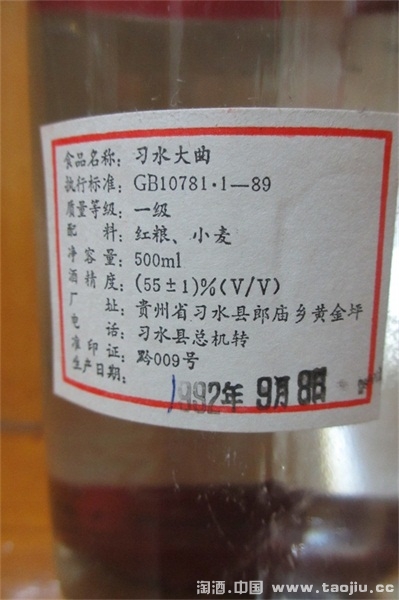 食品名称：习水大曲
执行标准：GB10781·1—89
质量等级：一级
配料：红粮、小麦
净容量：500ml
酒精度：(55±1)%(V/V)
厂址：贵州省习水县郎庙乡黄金坪
电话：习水县总机转
准印证：黔009号
生产日期：1992年9月8日
淘酒.中国 www.taojiu.cc